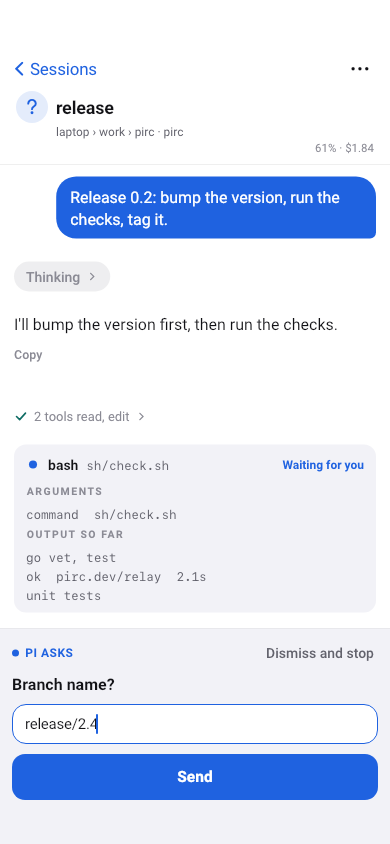 Sessions
?
release
laptop › work › pirc · pirc
61% · $1.84
Release 0.2: bump the version, run the
checks, tag it.
Thinking
I'll bump the version first, then run the checks.
Copy
2 tools read, edit
bash sh/check.sh
Waiting for you
ARGUMENTS
command sh/check.sh
OUTPUT SO FAR
go vet, test
ok pirc.dev/relay 2.1s
unit tests
PI ASKS
Dismiss and stop
Branch name?
release/2.4
Send